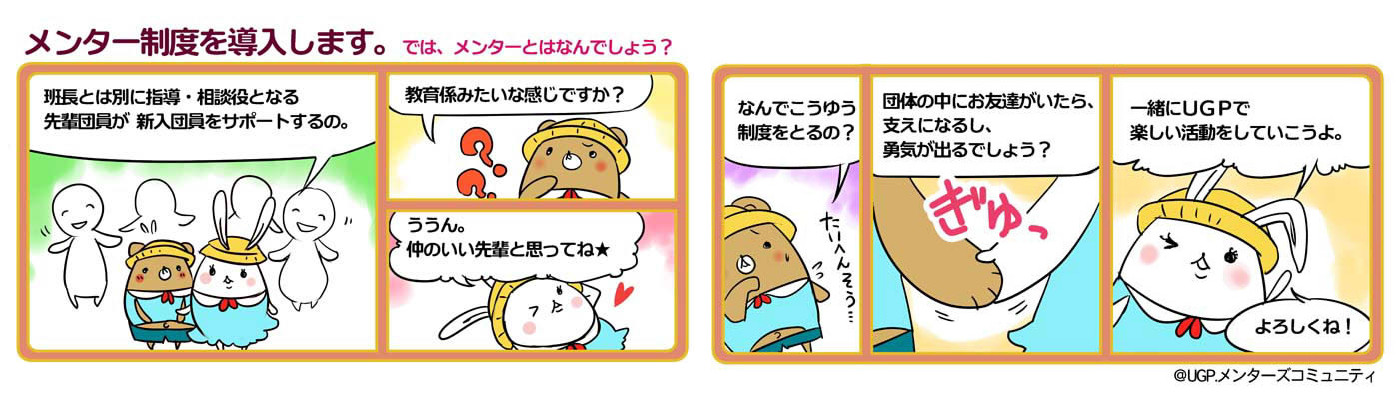 メンター制度を導入します。では、メンターとはなんでしょう？
班長とは別に指導・相談役となる
先輩団員が 新入団員をサポートするの。
教育係みたいな感じですか？
ううん。
仲のいい先輩と思ってね★
なんでこうゆう
制度をとるの？
たいへんそう…
団体の中にお友達がいたら、
支えになるし、
勇気が出るでしょう？
ぎゅっ
一緒にUGPで
楽しい活動をしていこうよ。
よろしくね！
@UGP.メンターズコミュニティ